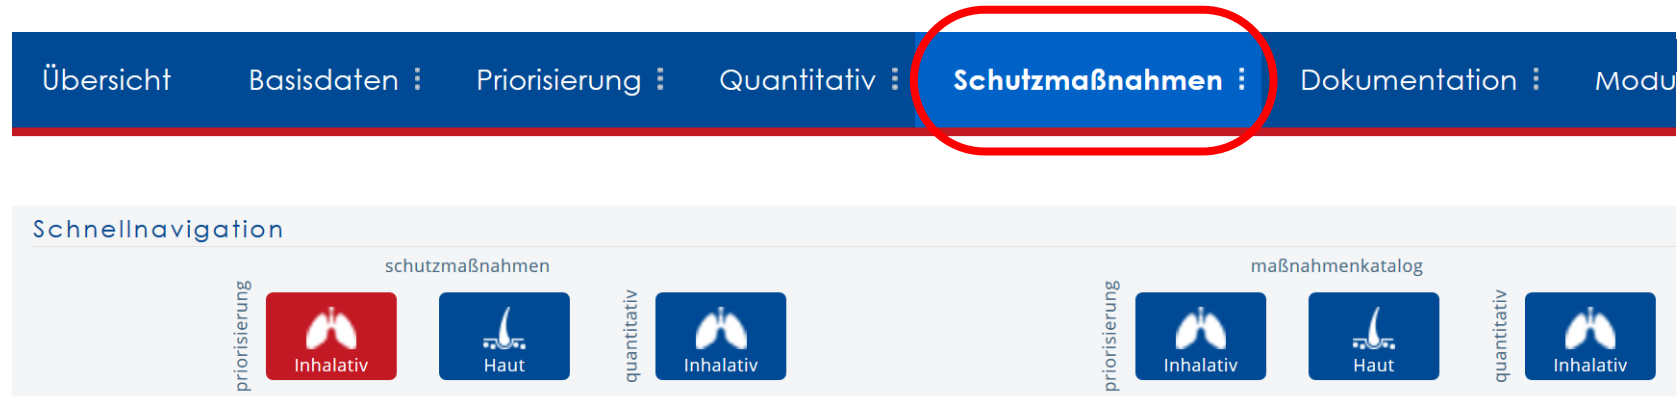 Übersicht Basisdaten Priorisierung Quantitativ Schutzmaßnahmen Dokumentation Modu
Schnellnavigation
schutzmaßnahmen maßnahmenkatalog
priorisierung Inhalativ Haut quantitativ Inhalativ priorisierung Inhalativ Haut quantitativ Inhalativ